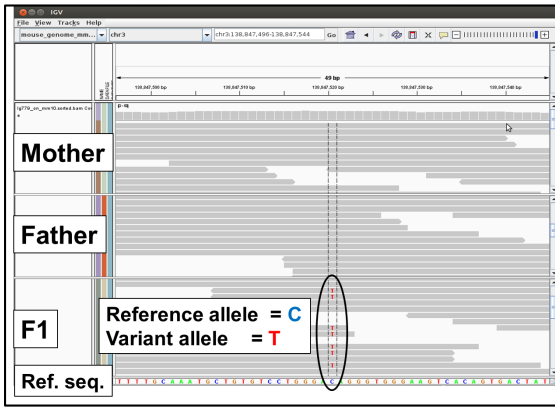 IGV
File View Tracks Help
mouse_genome_mm... chr3 chr3:138,847,496-138,847,544 Go
49 bp
138,847,500 bp 138,847,510 bp 138,847,520 bp 138,847,530 bp 138,847,540 bp
NAME
Mother
Father
T
T
Reference allele = C
Variant allele = T
F1
T
T
T
T
T
Ref. seq.
T T T T G C A A A T G C T G T G T C C T G G G A C A G G G T G G G A A G T C A C A G T G A C T A T